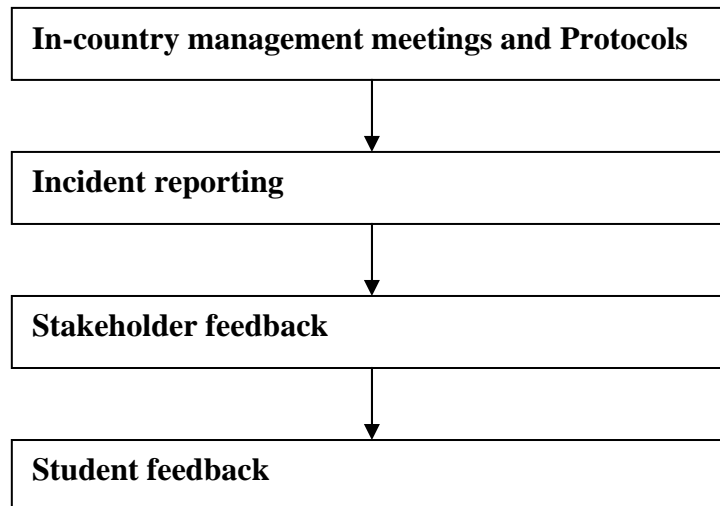 In-country management meetings and Protocols
Incident reporting
Stakeholder feedback
Student feedback